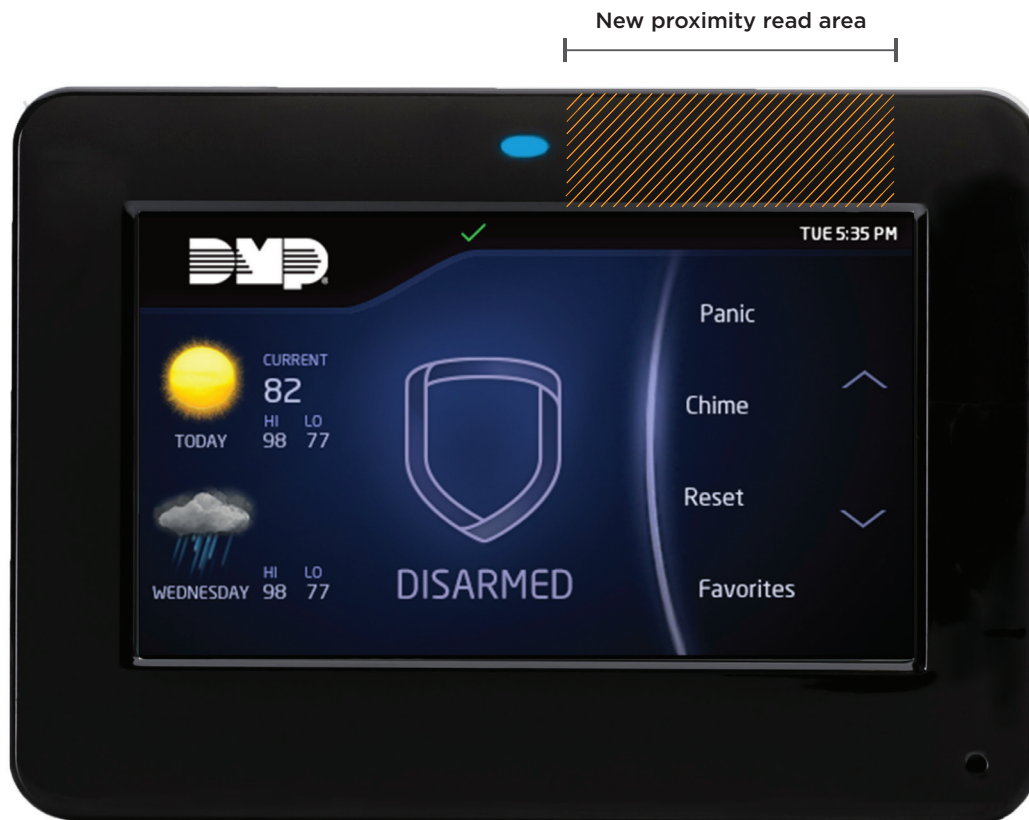 New proximity read area
DMP
TUE 5:35 PM
CURRENT
82
HI LO
98 77
TODAY
HI LO
98 77
WEDNESDAY
DISARMED
Panic
Chime
Reset
Favorites